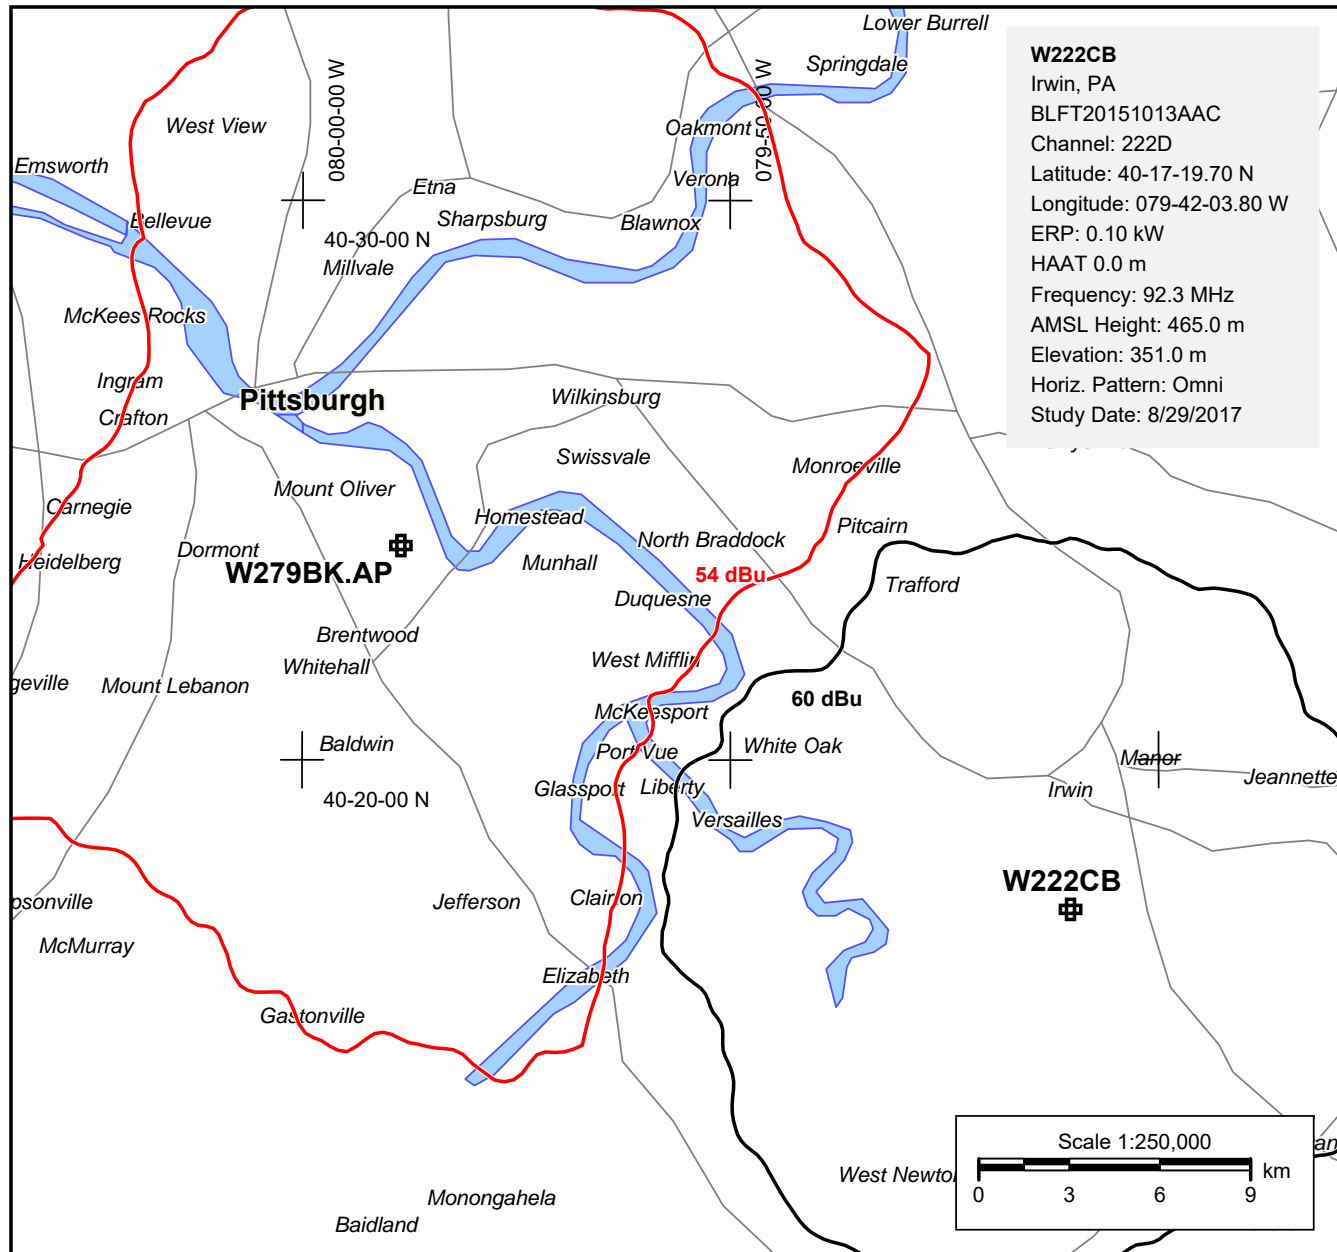 Lower Burrell
Springdale
W222CB
Irwin, PA
BLFT20151013AAC
Channel: 222D
Latitude: 40-17-19.70 N
Longitude: 079-42-03.80 W
ERP: 0.10 kW
HAAT 0.0 m
Frequency: 92.3 MHz
AMSL Height: 465.0 m
Elevation: 351.0 m
Horiz. Pattern: Omni
Study Date: 8/29/2017
080-00-00 W
079-50-00 W
West View
Oakmont
Emsworth
Etna
Verona
Bellevue
Sharpsburg
Blawnox
40-30-00 N
Millvale
McKees Rocks
Ingram
Pittsburgh
Wilkinsburg
Crafton
Swissvale
Monroeville
Mount Oliver
Carnegie
Homestead
Pitcairn
North Braddock
Dormont
Heidelberg
Munhall
W279BK.AP
54 dBu
Trafford
Duquesne
Brentwood
West Mifflin
Whitehall
geville
Mount Lebanon
60 dBu
McKeesport
Baldwin
Port Vue
White Oak
Manor
Jeannette
Glassport
Liberty
Irwin
40-20-00 N
Versailles
W222CB
psonville
Jefferson
Clairton
McMurray
Elizabeth
Gastonville
Scale 1:250,000
km
0 3 6 9
West Newto
an
Monongahela
Baidland